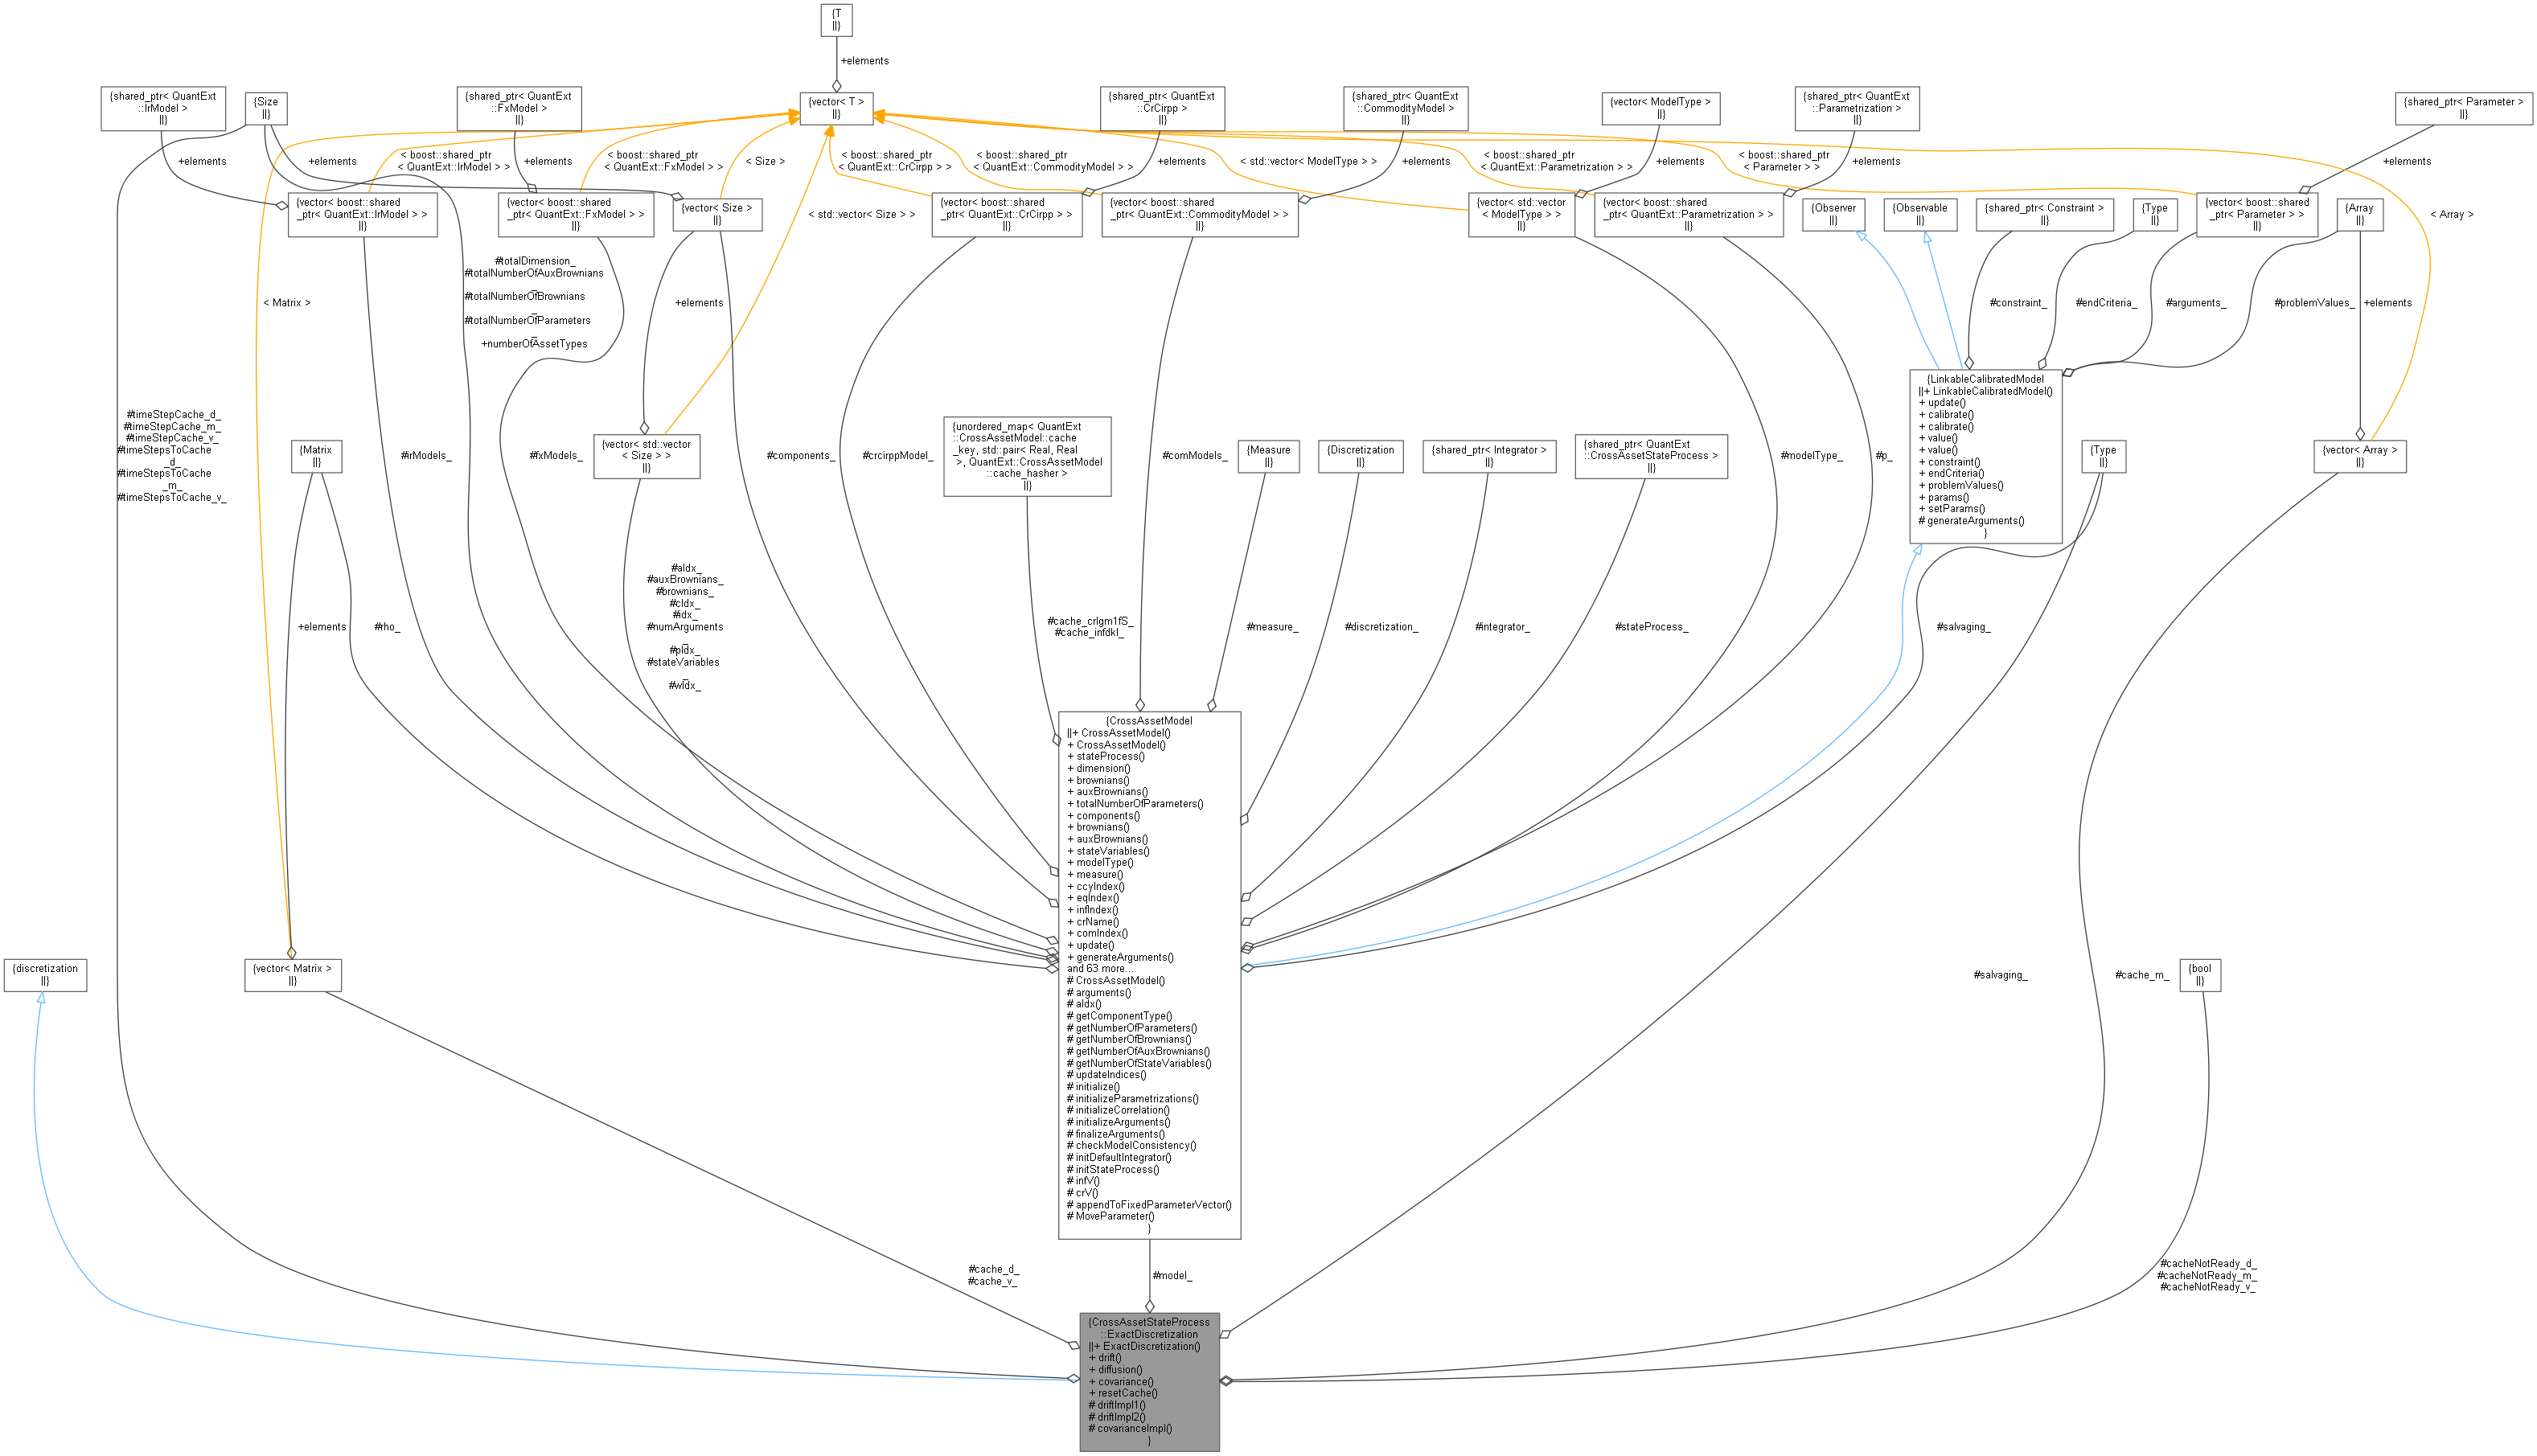 {T
||}
+elements
{shared_ptr< QuantExt
::IrModel >
||}
{Size
||}
{shared_ptr< QuantExt
::FxModel >
||}
{vector< T >
||}
{shared_ptr< QuantExt
::CrCirpp >
||}
{shared_ptr< QuantExt
::CommodityModel >
||}
{vector< ModelType >
||}
{shared_ptr< QuantExt
::Parametrization >
||}
{shared_ptr< Parameter >
||}
+elements
+elements
< boost::shared_ptr
< QuantExt::IrModel > >
+elements
< boost::shared_ptr
< QuantExt::FxModel > >
< Size >
< boost::shared_ptr
< QuantExt::CrCirpp > >
< boost::shared_ptr
< QuantExt::CommodityModel > >
+elements
< std::vector< ModelType > >
+elements
< boost::shared_ptr
< QuantExt::Parametrization > >
+elements
< boost::shared_ptr
< Parameter >
+elements
+elements
{vector< boost::shared
_ptr< QuantExt::IrModel > >
||}
{vector< boost::shared
_ptr< QuantExt::FxModel > >
||}
{vector< Size >
||}
< std::vector< Size > >
{vector< boost::shared
_ptr< QuantExt::CrCirpp > >
||}
{vector< boost::shared
_ptr< QuantExt::CommodityModel > >
||}
{vector< std::vector
< ModelType > >
||}
{vector< boost::shared
_ptr< QuantExt::Parametrization > >
||}
{Observer
||}
{Observable
||}
{shared_ptr< Constraint >
||}
{Type
||}
{vector< boost::shared
_ptr< Parameter > >
||}
{Array
||}
< Array >
< Matrix >
#totalDimension_
#totalNumberOfAuxBrownians
_
#totalNumberOfBrownians
_
#totalNumberOfParameters
_
+numberOfAssetTypes
+elements
#constraint_
#endCriteria_
#arguments_
#problemValues_
+elements
#timeStepCache_d_
#timeStepCache_m_
#timeStepCache_v_
#timeStepsToCache
_d_
#timeStepsToCache
_m_
#timeStepsToCache_v_
{Matrix
||}
#irModels_
#fxModels_
{vector< std::vector
< Size > >
||}
#components_
#crcirppModel_
{unordered_map< QuantExt
::CrossAssetModel::cache
_key, std::pair< Real, Real
>, QuantExt::CrossAssetModel
::cache_hasher >
||}
#comModels_
{Measure
||}
{Discretization
||}
{shared_ptr< Integrator >
||}
{shared_ptr< QuantExt
::CrossAssetStateProcess >
||}
#modelType_
#p_
{LinkableCalibratedModel
||+ LinkableCalibratedModel()
+ update()
+ calibrate()
+ calibrate()
+ value()
+ value()
+ constraint()
+ endCriteria()
+ problemValues()
+ params()
+ setParams()
# generateArguments()
}
{Type
||}
{vector< Array >
||}
+elements
#rho_
#aIdx_
#auxBrownians_
#brownians_
#cIdx_
#idx_
#numArguments
_
#pIdx_
#stateVariables
_
#wIdx_
#cache_crlgm1fS_
#cache_infdkI_
#measure_
#discretization_
#integrator_
#stateProcess_
#salvaging_
{CrossAssetModel
||+ CrossAssetModel()
+ CrossAssetModel()
+ stateProcess()
+ dimension()
+ brownians()
+ auxBrownians()
+ totalNumberOfParameters()
+ components()
+ brownians()
+ auxBrownians()
+ stateVariables()
+ modelType()
+ measure()
+ ccyIndex()
+ eqIndex()
+ infIndex()
+ crName()
+ comIndex()
+ update()
+ generateArguments()
and 63 more...
# CrossAssetModel()
# arguments()
# aIdx()
# getComponentType()
# getNumberOfParameters()
# getNumberOfBrownians()
# getNumberOfAuxBrownians()
# getNumberOfStateVariables()
# updateIndices()
# initialize()
# initializeParametrizations()
# initializeCorrelation()
# initializeArguments()
# finalizeArguments()
# checkModelConsistency()
# initDefaultIntegrator()
# initStateProcess()
# infV()
# crV()
# appendToFixedParameterVector()
# MoveParameter()
}
{discretization
||}
{vector< Matrix >
||}
#salvaging_
#cache_m_
{bool
||}
#cache_d_
#cache_v_
#model_
#cacheNotReady_d_
#cacheNotReady_m_
#cacheNotReady_v_
{CrossAssetStateProcess
::ExactDiscretization
||+ ExactDiscretization()
+ drift()
+ diffusion()
+ covariance()
+ resetCache()
# driftImpl1()
# driftImpl2()
# covarianceImpl()
}